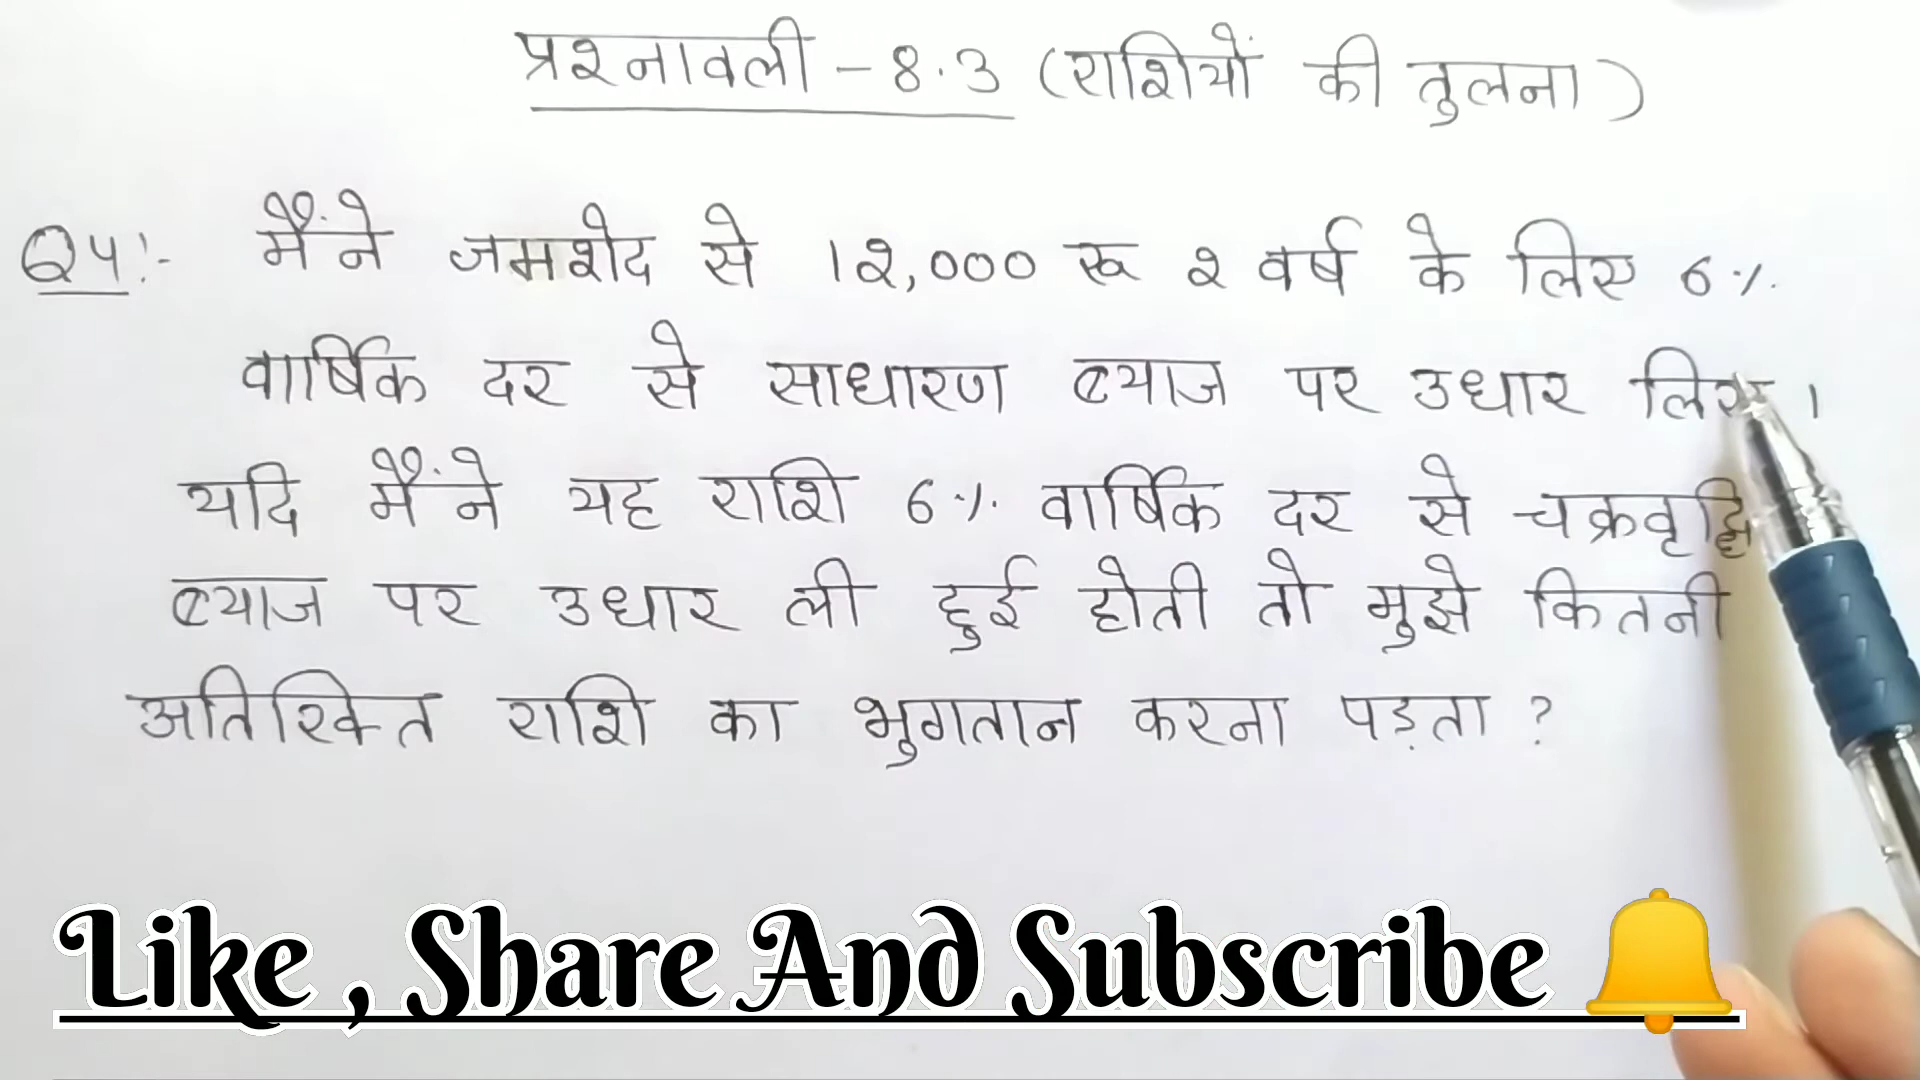 प्रश्नावली - 8.3 (राशियों की तुलना)
Q4:- मैंने जमशेद से 12,000 रू 2 वर्ष के लिए 6%
वार्षिक दर से साधारण ब्याज पर उधार लिए।
यदि मैंने यह राशि 6% वार्षिक दर से चक्रवृद्धि
ब्याज पर उधार ली हुई होती तो मुझे कितनी
अतिरिक्त राशि का भुगतान करना पड़ता ?
Like , Share And Subscribe